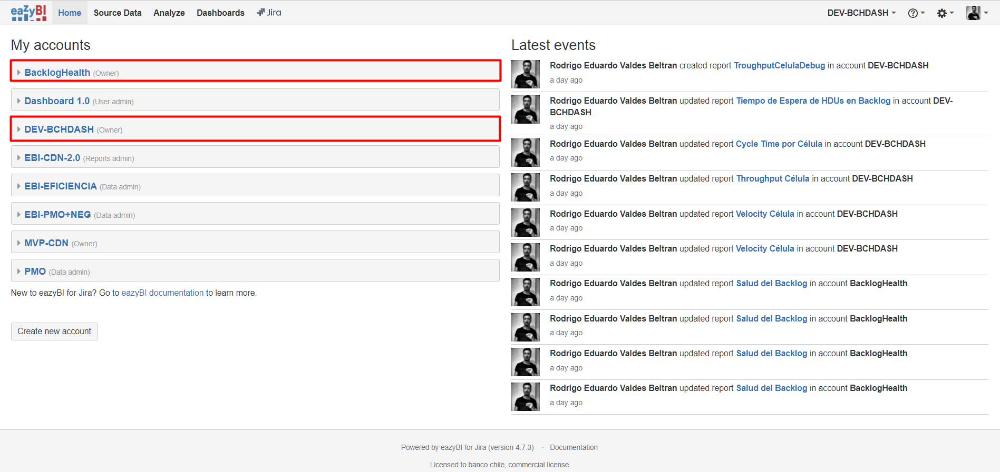 eazyBI Home Source Data Analyze Dashboards Jira DEV-BCHDASH
My accounts
BacklogHealth (Owner)
Dashboard 1.0 (User admin)
DEV-BCHDASH (Owner)
EBI-CDN-2.0 (Reports admin)
EBI-EFICIENCIA (Data admin)
EBI-PMO+NEG (Data admin)
MVP-CDN (Owner)
PMO (Data admin)
New to eazyBI for Jira? Go to eazyBI documentation to learn more.
Create new account
Latest events
Rodrigo Eduardo Valdes Beltran created report TroughputCelulaDebug in account DEV-BCHDASH
a day ago
Rodrigo Eduardo Valdes Beltran updated report Tiempo de Espera de HDUs en Backlog in account DEV-
BCHDASH
a day ago
Rodrigo Eduardo Valdes Beltran updated report Cycle Time por Célula in account DEV-BCHDASH
a day ago
Rodrigo Eduardo Valdes Beltran updated report Throughput Célula in account DEV-BCHDASH
a day ago
Rodrigo Eduardo Valdes Beltran updated report Velocity Célula in account DEV-BCHDASH
a day ago
Rodrigo Eduardo Valdes Beltran updated report Velocity Célula in account DEV-BCHDASH
a day ago
Rodrigo Eduardo Valdes Beltran updated report Salud del Backlog in account BacklogHealth
a day ago
Rodrigo Eduardo Valdes Beltran updated report Salud del Backlog in account BacklogHealth
a day ago
Rodrigo Eduardo Valdes Beltran updated report Salud del Backlog in account BacklogHealth
a day ago
Rodrigo Eduardo Valdes Beltran updated report Salud del Backlog in account BacklogHealth
a day ago
Powered by eazyBI for Jira (version 4.7.3) · Documentation
Licensed to banco chile, commercial license